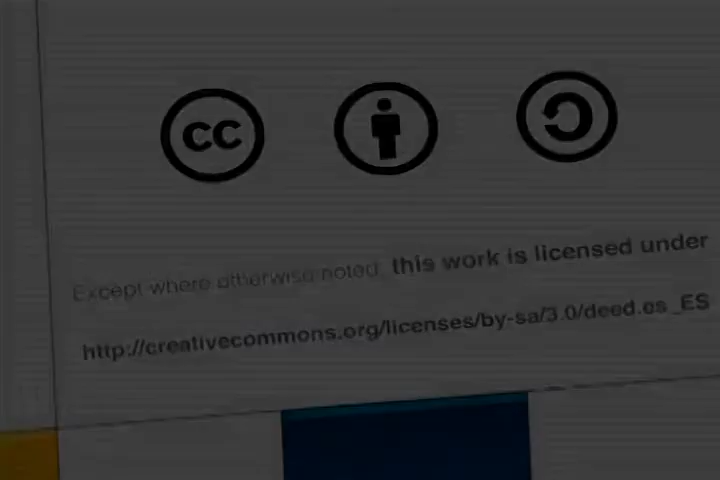 cc
Except where otherwise noted, this work is licensed under
http://creativecommons.org/licenses/by-sa/3.0/deed.es_ES